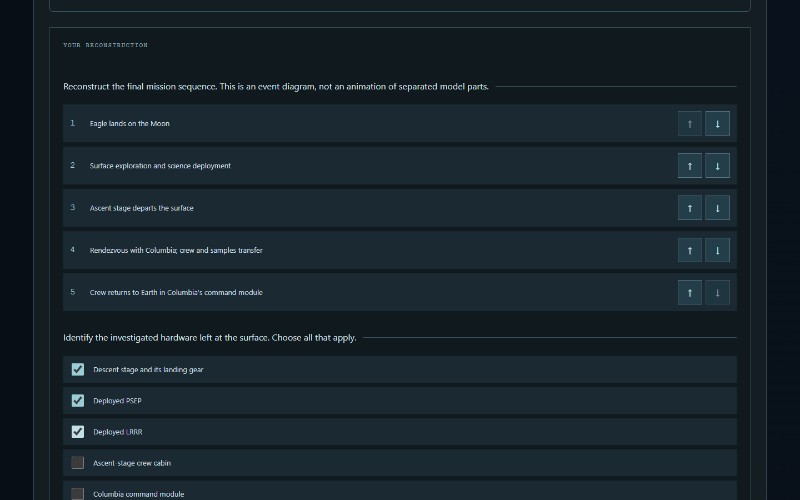 YOUR RECONSTRUCTION
Reconstruct the final mission sequence. This is an event diagram, not an animation of separated model parts.
1 Eagle lands on the Moon ↑ ↓
2 Surface exploration and science deployment ↑ ↓
3 Ascent stage departs the surface ↑ ↓
4 Rendezvous with Columbia; crew and samples transfer ↑ ↓
5 Crew returns to Earth in Columbia's command module ↑ ↓
Identify the investigated hardware left at the surface. Choose all that apply.
Descent stage and its landing gear
Deployed PSEP
Deployed LRRR
Ascent-stage crew cabin
Columbia command module